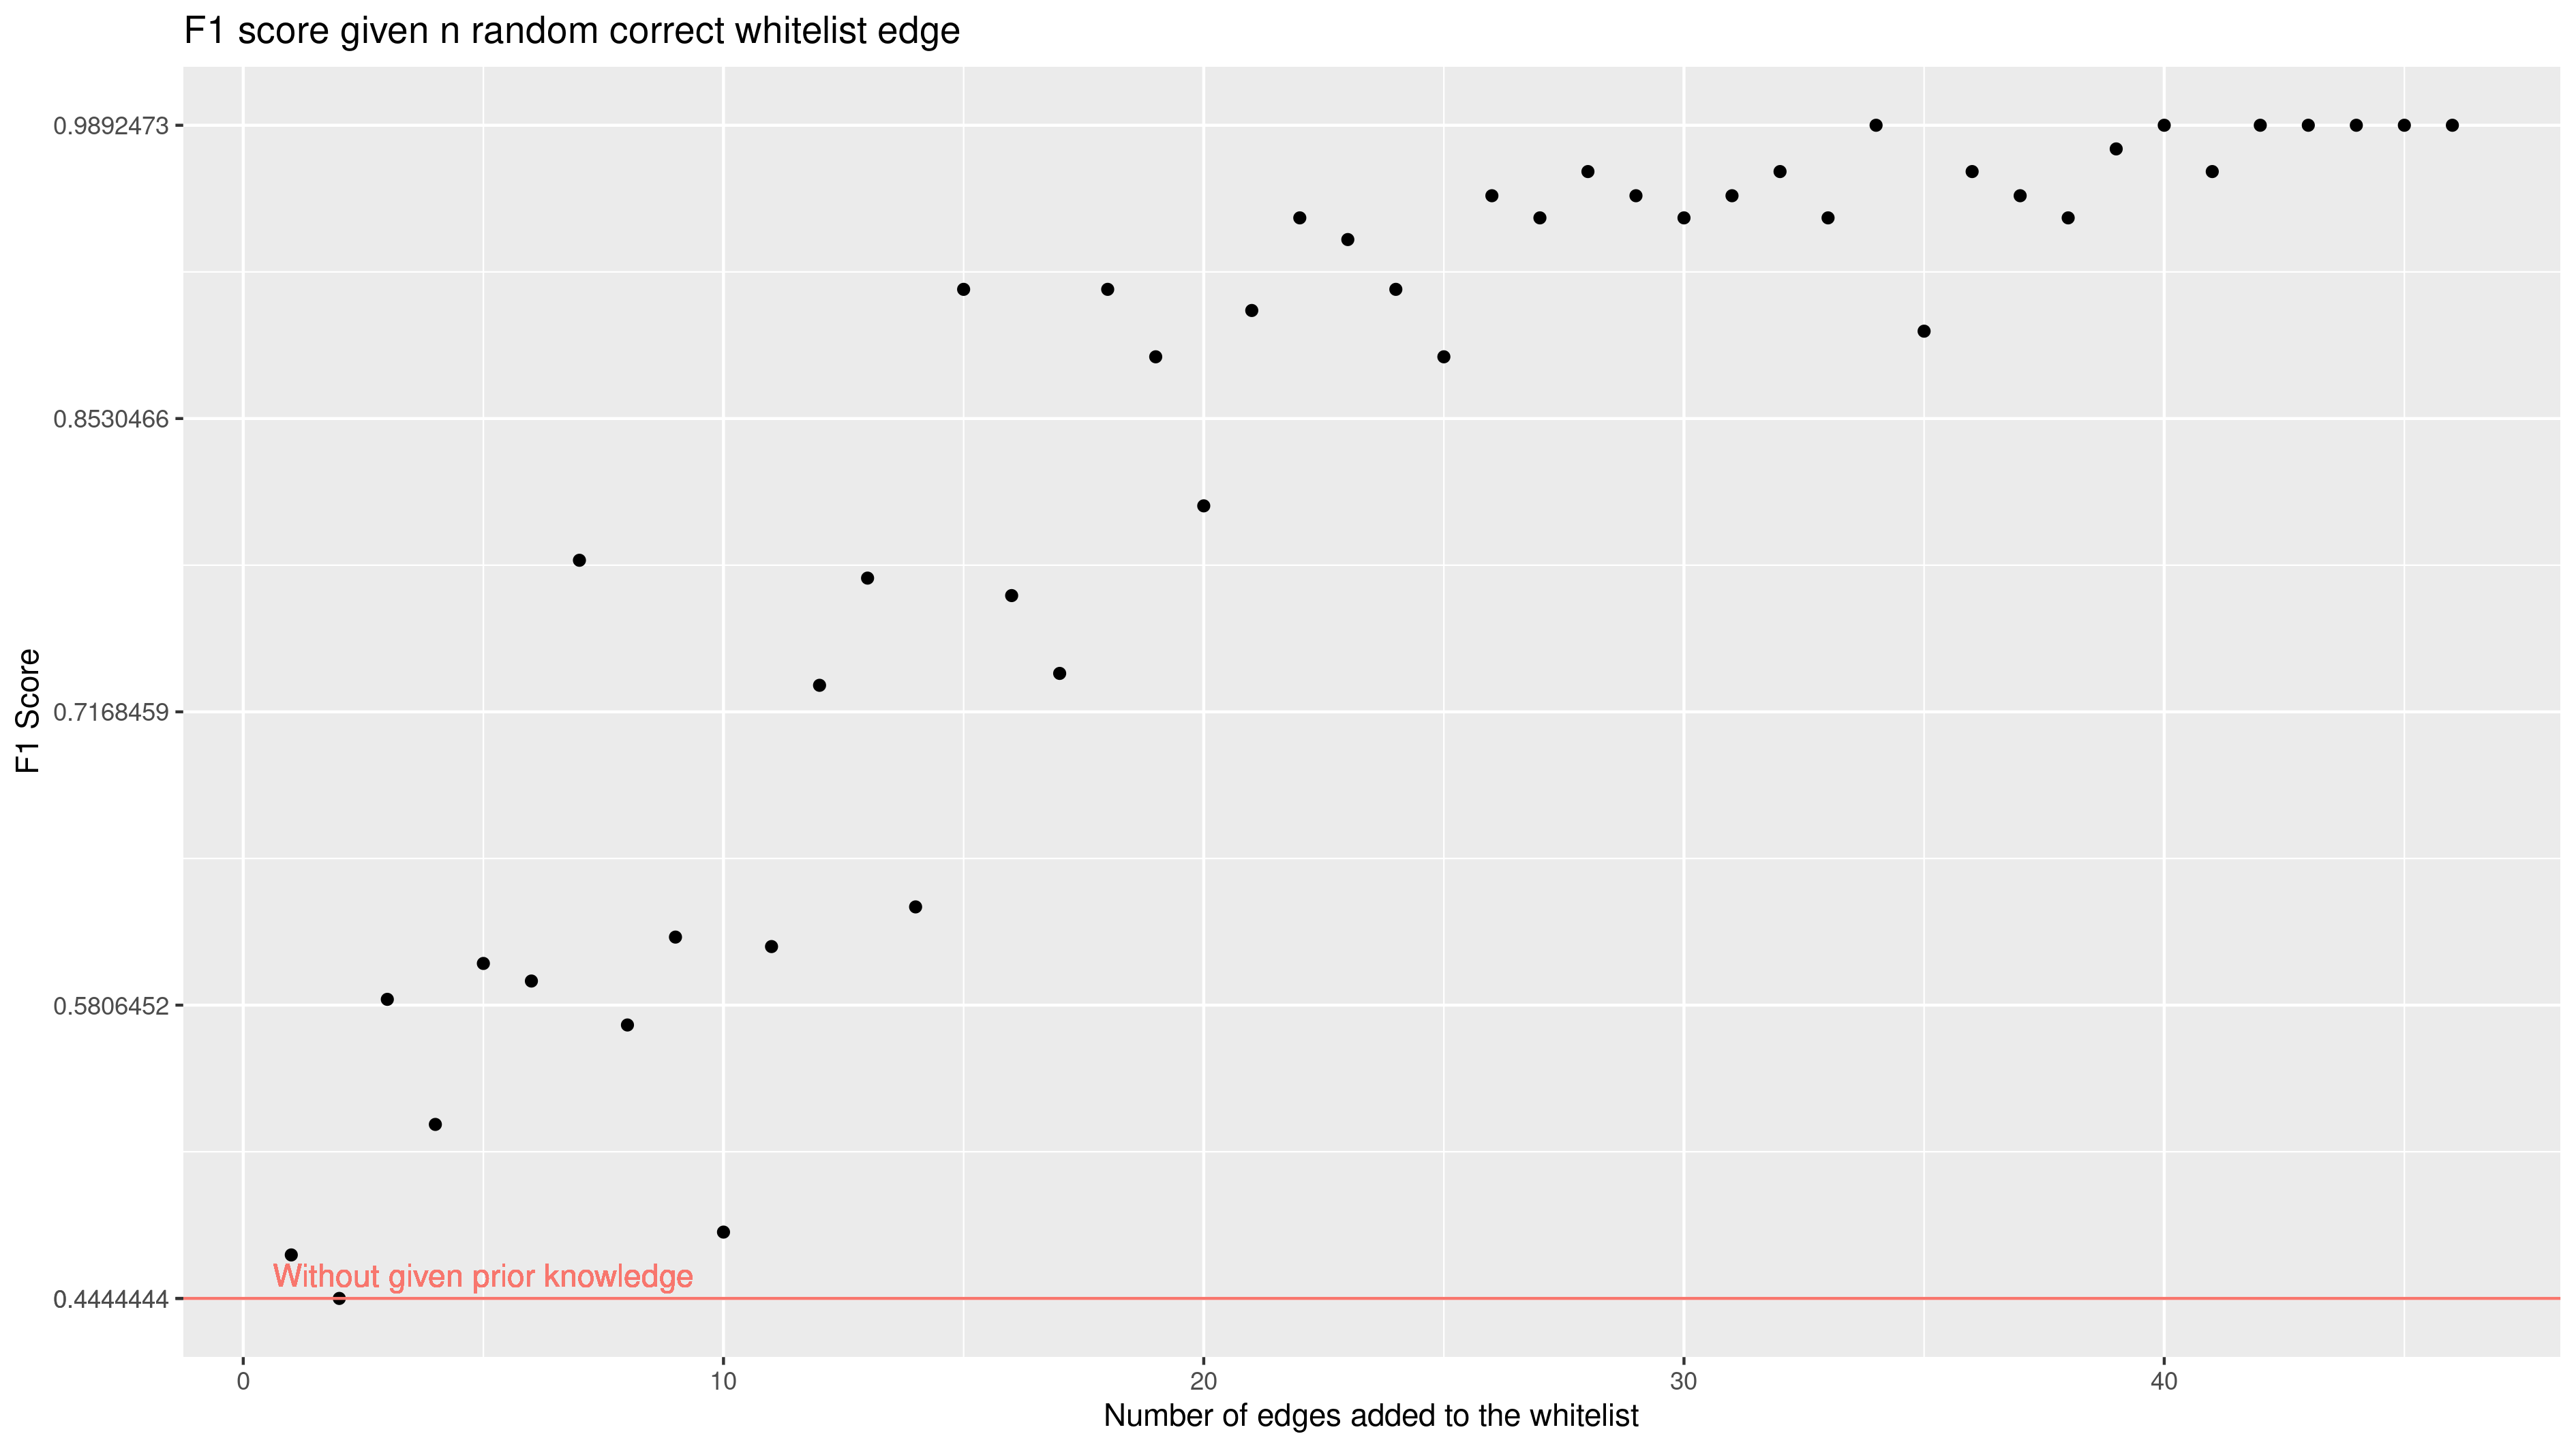 F1 score given n random correct whitelist edge
0.9892473
0.8530466
0.7168459
0.5806452
0.4444444
F1 Score
Without given prior knowledge
0 10 20 30 40
Number of edges added to the whitelist